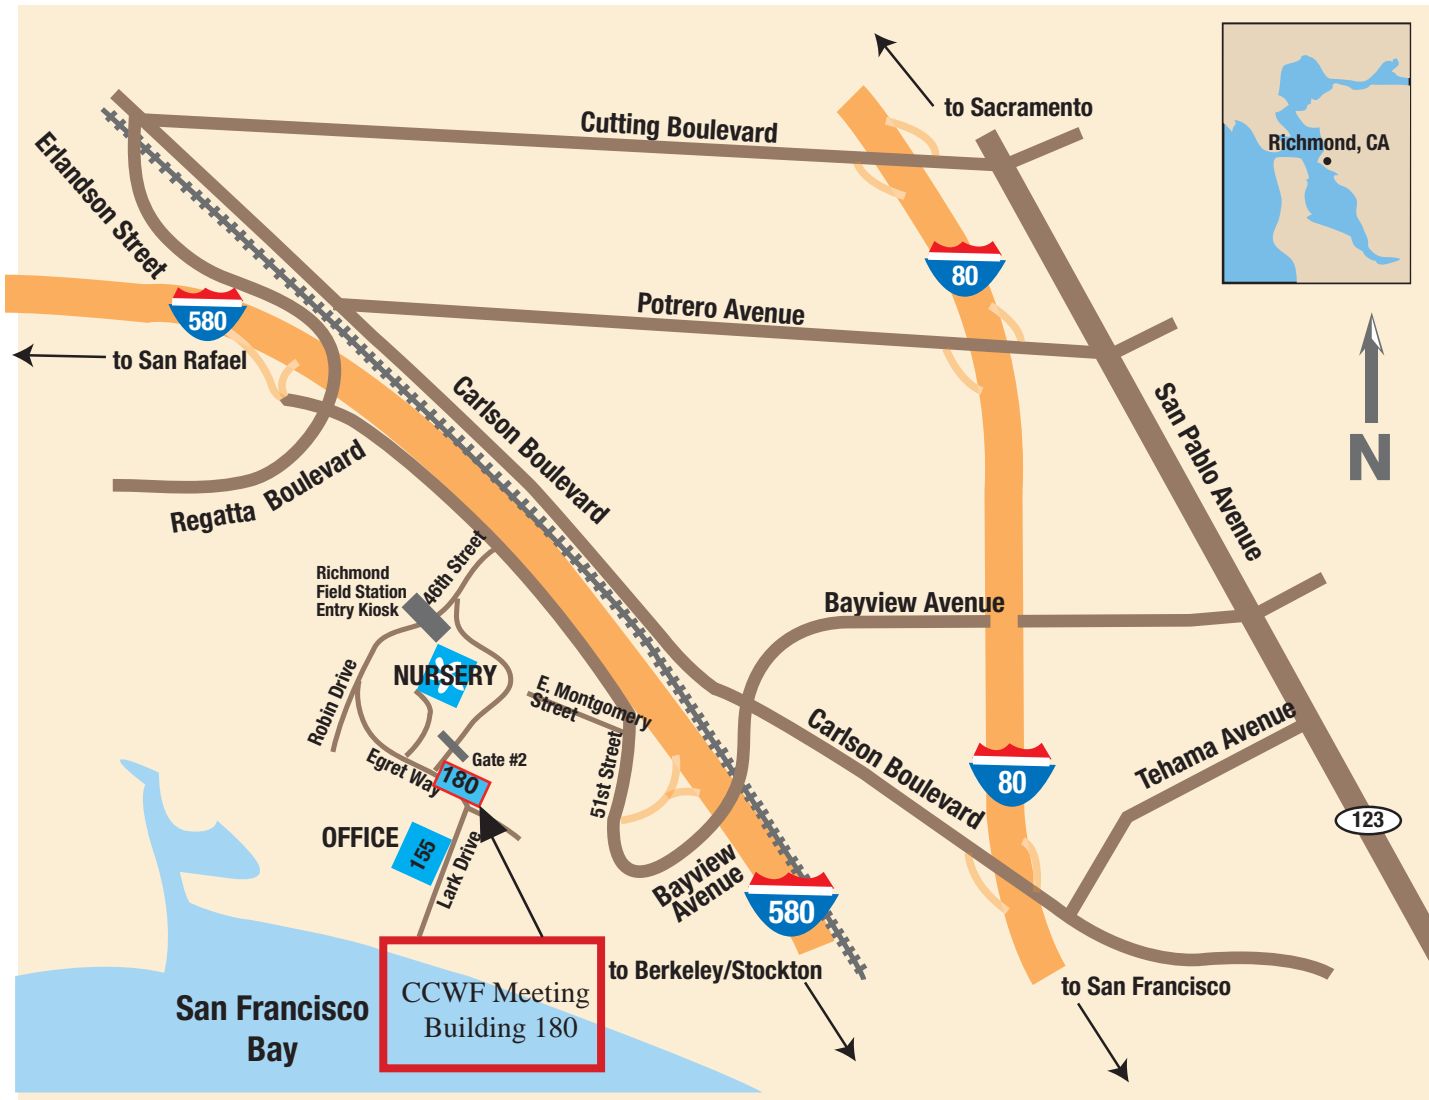 to Sacramento
Cutting Boulevard
Richmond, CA
Erlandson Street
80
Potrero Avenue
580
to San Rafael
Carlson Boulevard
San Pablo Avenue
N
Regatta Boulevard
46th Street
Richmond
Field Station
Entry Kiosk
Bayview Avenue
NURSERY
Robin Drive
E. Montgomery
Street
Carlson Boulevard
Tehama Avenue
51st Street
Gate #2
Egret Way
180
80
123
OFFICE
155
Lark Drive
Bayview
Avenue
580
to Berkeley/Stockton
to San Francisco
San Francisco
Bay
CCWF Meeting
Building 180